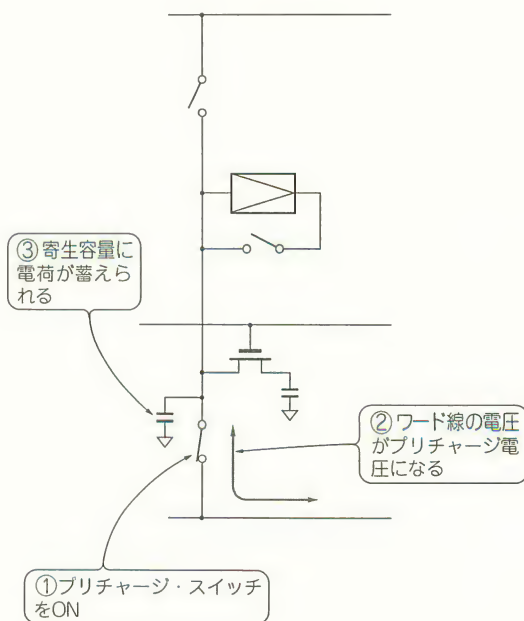 ③寄生容量に
電荷が蓄えら
れる
②ワード線の電圧
がプリチャージ電
圧になる
①プリチャージ・スイッチ
をON